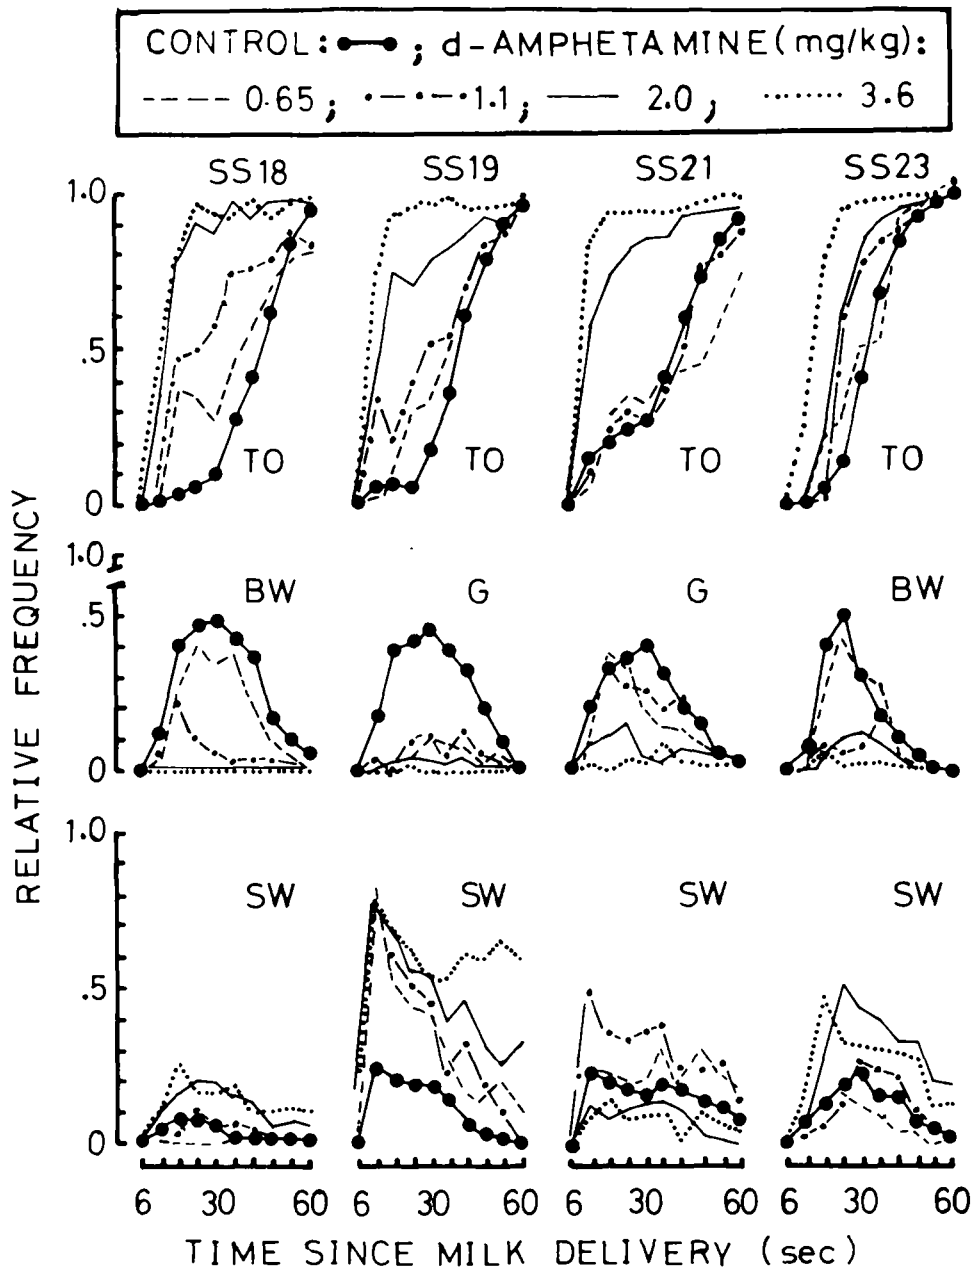 CONTROL: ; d-AMPHETAMINE(mg/kg):
0.65; 1.1; 2.0; 3.6
SS18 SS19 SS21 SS23
1.0
.5
0
TO TO TO TO
1.0
.5
0
BW G G BW
1.0
.5
0
SW SW SW SW
RELATIVE FREQUENCY
6 30 60 6 30 60 6 30 60 6 30 60
TIME SINCE MILK DELIVERY (sec)